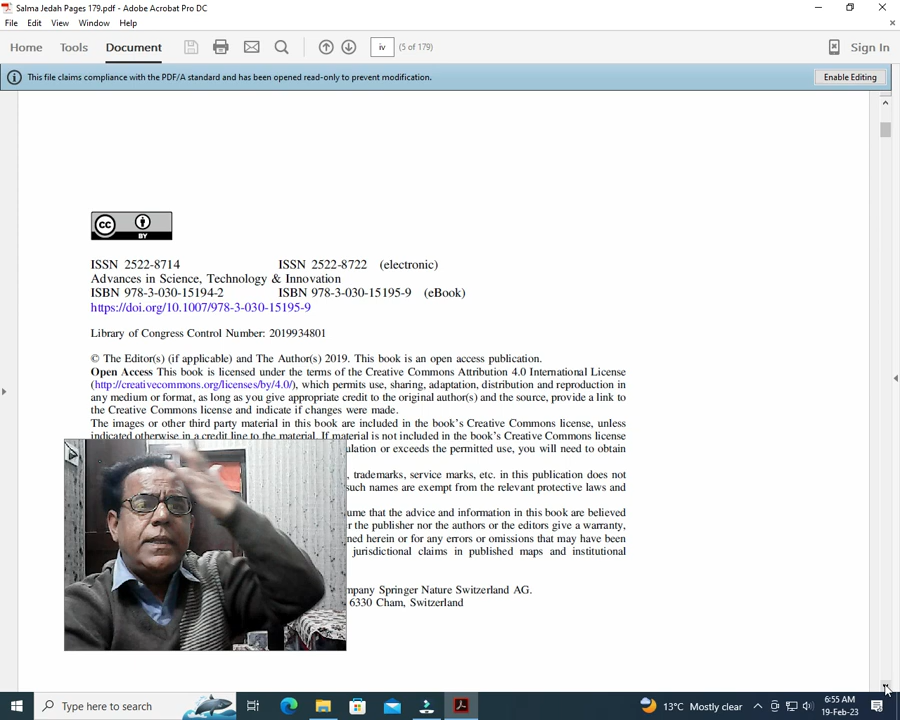 Salma Jedah Pages 179.pdf - Adobe Acrobat Pro DC
File Edit View Window Help
Home Tools Document iv (5 of 179) Sign In
This file claims compliance with the PDF/A standard and has been opened read-only to prevent modification. Enable Editing
cc BY
ISSN 2522-8714 ISSN 2522-8722 (electronic)
Advances in Science, Technology & Innovation
ISBN 978-3-030-15194-2 ISBN 978-3-030-15195-9 (eBook)
https://doi.org/10.1007/978-3-030-15195-9
Library of Congress Control Number: 2019934801
© The Editor(s) (if applicable) and The Author(s) 2019. This book is an open access publication.
Open Access This book is licensed under the terms of the Creative Commons Attribution 4.0 International License
(http://creativecommons.org/licenses/by/4.0/), which permits use, sharing, adaptation, distribution and reproduction in
any medium or format, as long as you give appropriate credit to the original author(s) and the source, provide a link to
the Creative Commons license and indicate if changes were made.
The images or other third party material in this book are included in the book's Creative Commons license, unless
indicated otherwise in a credit line to the material. If material is not included in the book's Creative Commons license
ulation or exceeds the permitted use, you will need to obtain
, trademarks, service marks, etc. in this publication does not
such names are exempt from the relevant protective laws and
ume that the advice and information in this book are believed
r the publisher nor the authors or the editors give a warranty,
ned herein or for any errors or omissions that may have been
jurisdictional claims in published maps and institutional
mpany Springer Nature Switzerland AG.
6330 Cham, Switzerland
Type here to search 13°C Mostly clear 6:55 AM
19-Feb-23